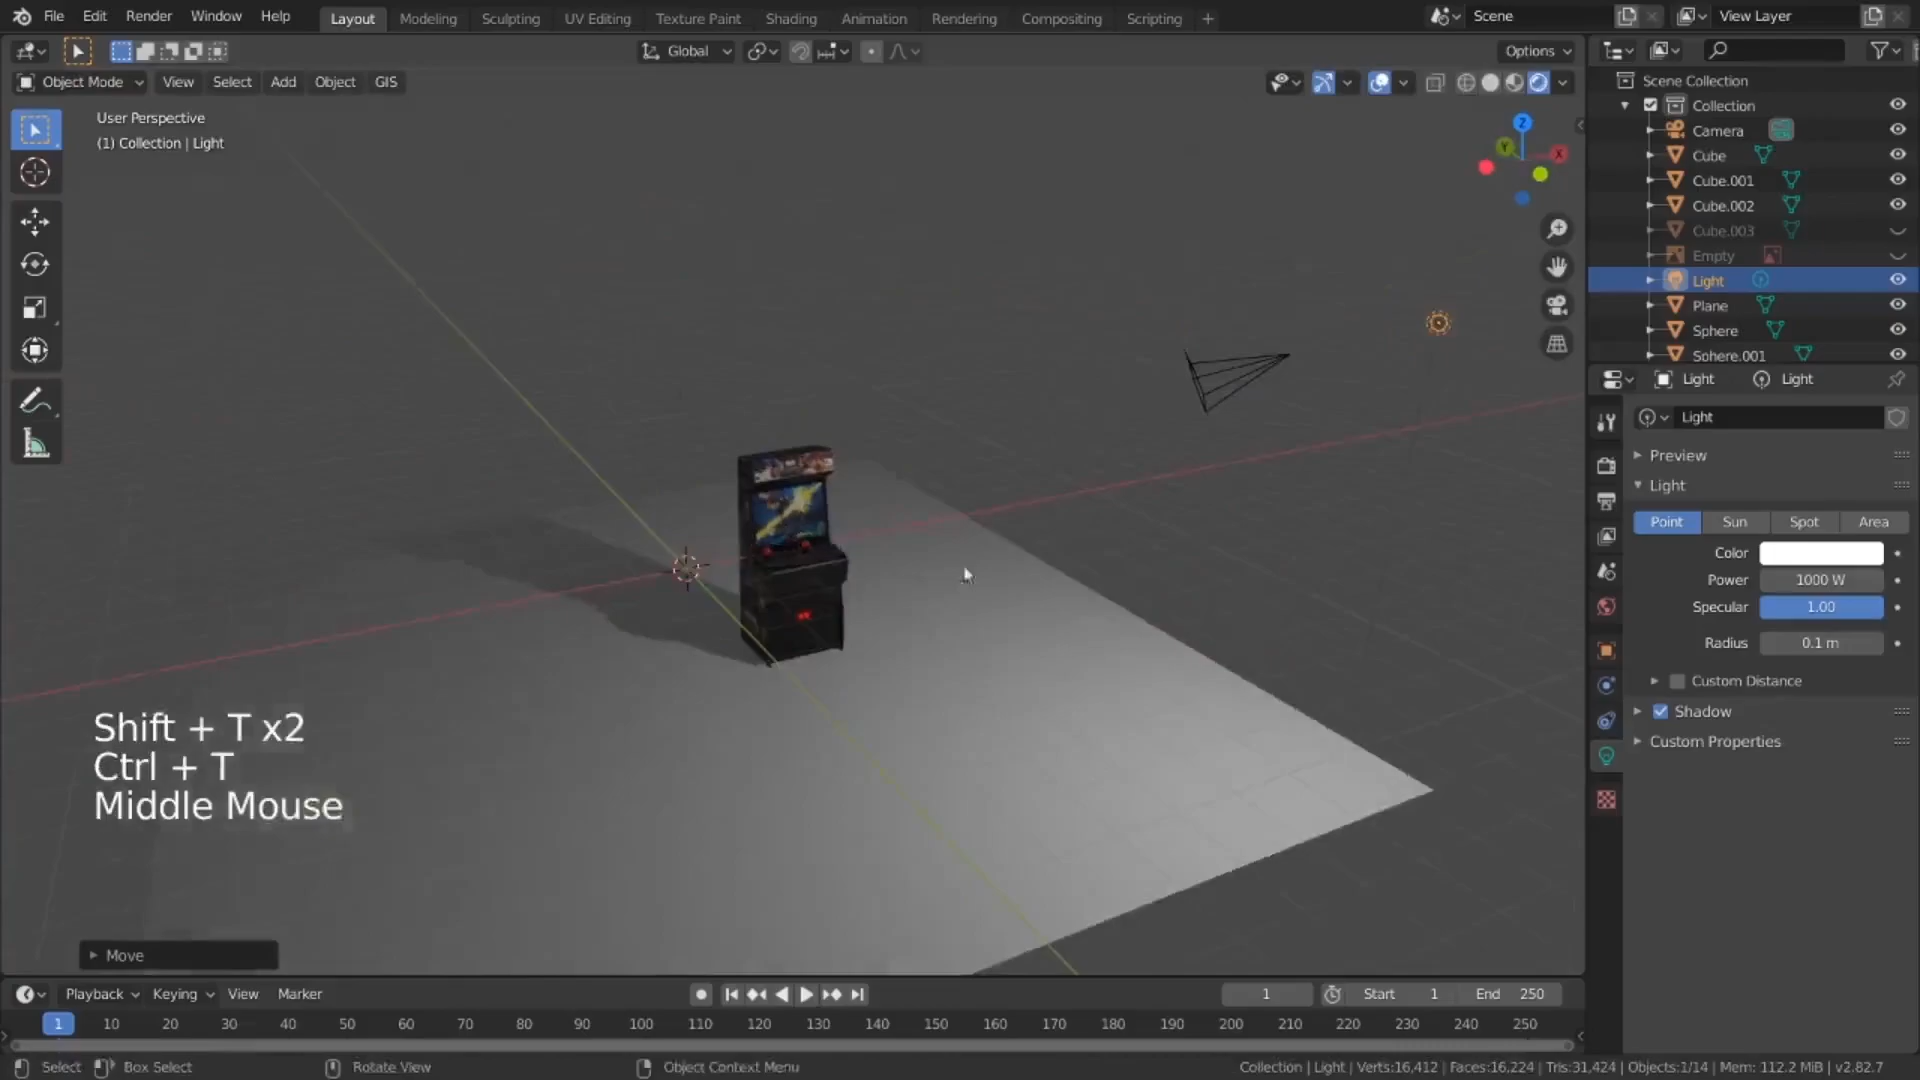 File Edit Render Window Help Layout Modeling Sculpting UV Editing Texture Paint Shading Animation Rendering Compositing Scripting + Scene View Layer
Global Options
Object Mode View Select Add Object GIS
User Perspective
(1) Collection | Light
Z
Y
X
Scene Collection
Collection
Camera
Cube
Cube.001
Cube.002
Cube.003
Empty
Light
Plane
Sphere
Sphere.001
Light Light
Light
Preview
Light
Point Sun Spot Area
Color
Power 1000 W
Specular 1.00
Radius 0.1 m
Custom Distance
Shadow
Custom Properties
Shift + T x2
Ctrl + T
Middle Mouse
Move
Playback Keying View Marker 1 Start 1 End 250
1 10 20 30 40 50 60 70 80 90 100 110 120 130 140 150 160 170 180 190 200 210 220 230 240 250
Select Box Select Rotate View Object Context Menu Collection | Light | Verts:16,412 | Faces:16,224 | Tris:31,424 | Objects:1/14 | Mem: 112.2 MiB | v2.82.7